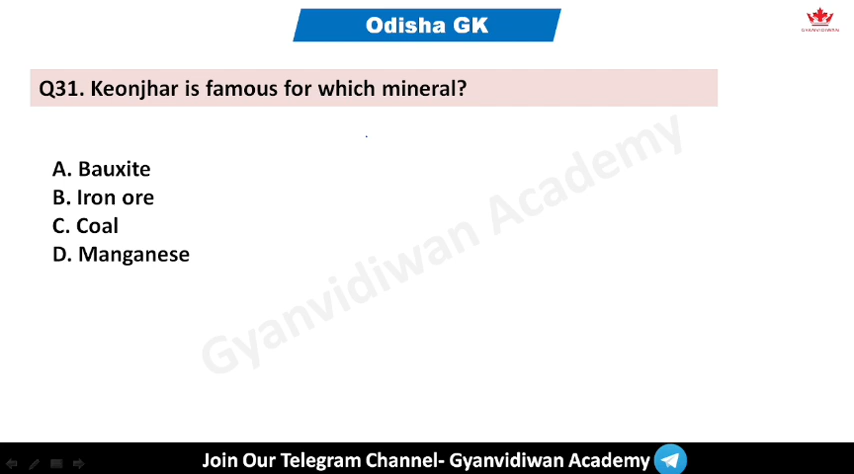 Odisha GK
GYANVIDIWAN
Q31. Keonjhar is famous for which mineral?
A. Bauxite
B. Iron ore
C. Coal
D. Manganese
Gyanvidiwan Academy
Join Our Telegram Channel- Gyanvidiwan Academy